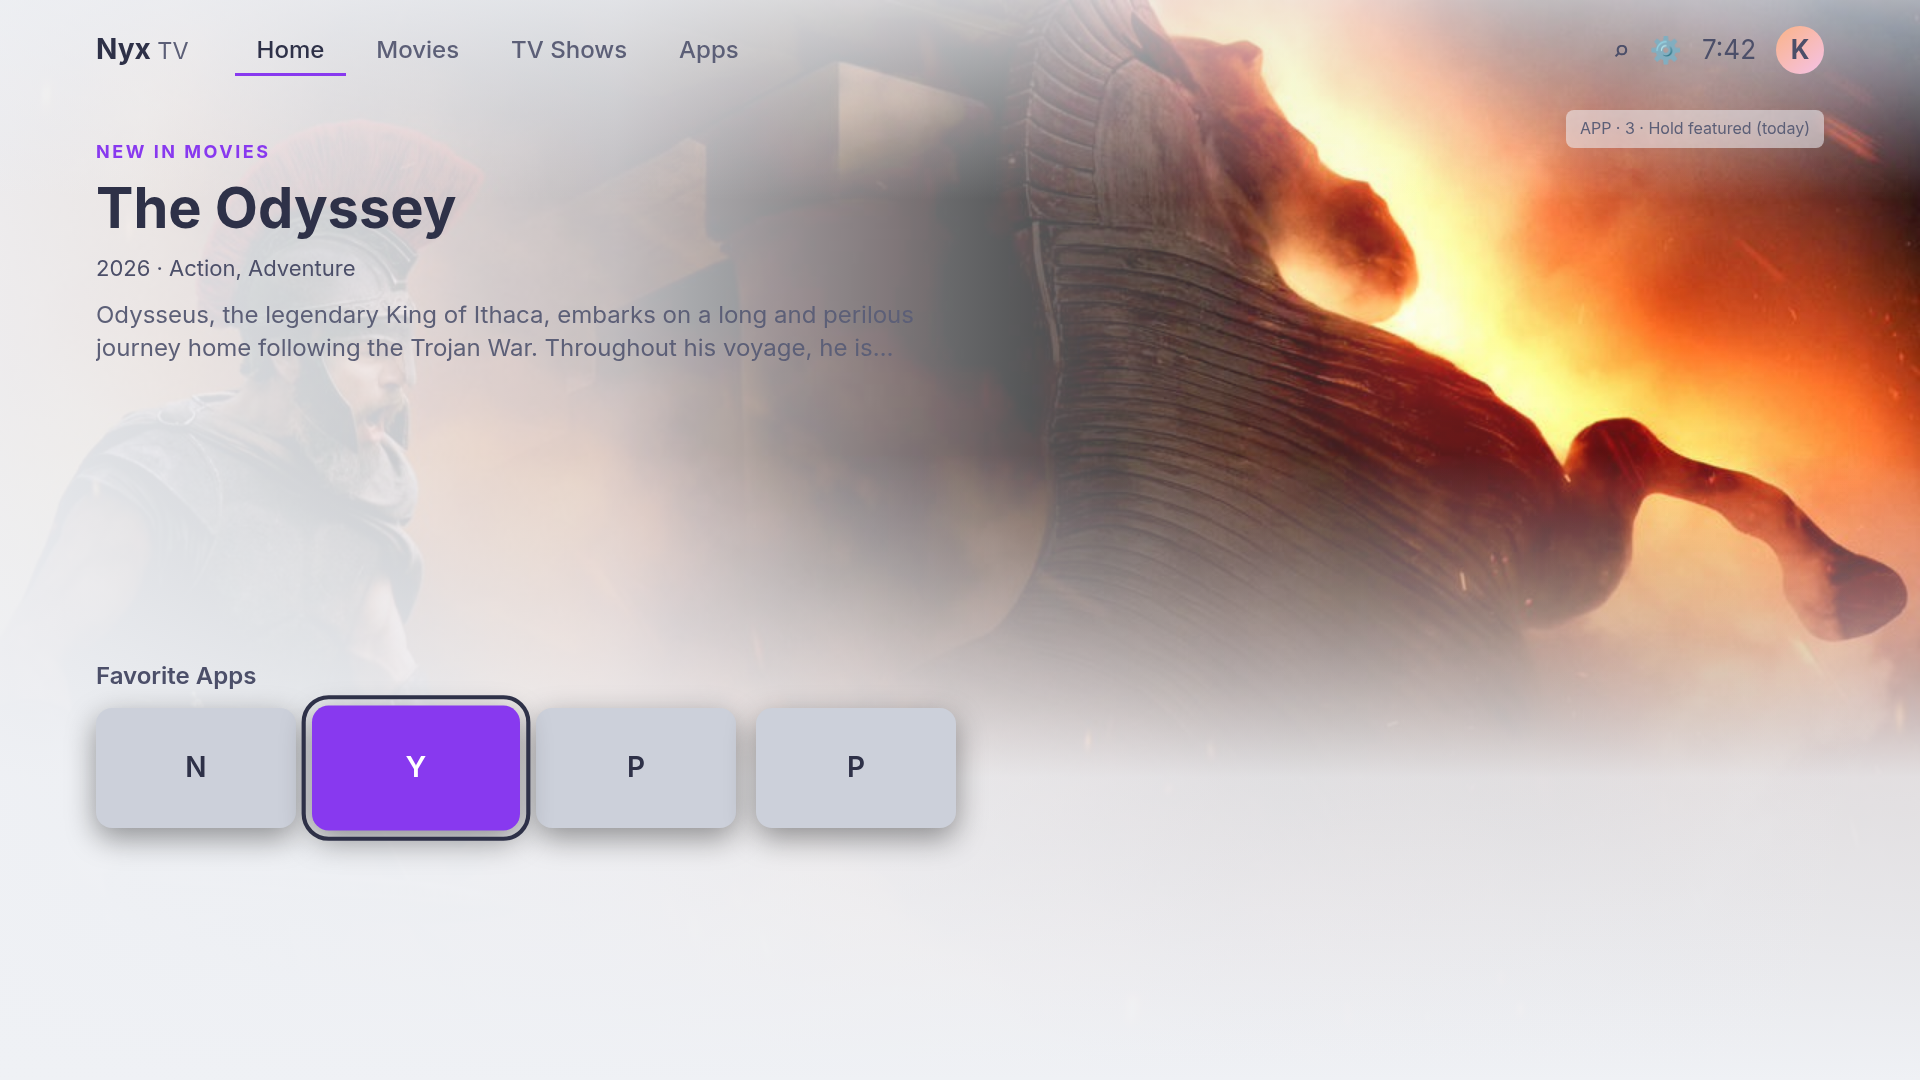 Nyx TV
Home
Movies
TV Shows
Apps
7:42
K
APP · 3 · Hold featured (today)
NEW IN MOVIES
The Odyssey
2026 · Action, Adventure
Odysseus, the legendary King of Ithaca, embarks on a long and perilous
journey home following the Trojan War. Throughout his voyage, he is...
Favorite Apps
N
Y
P
P